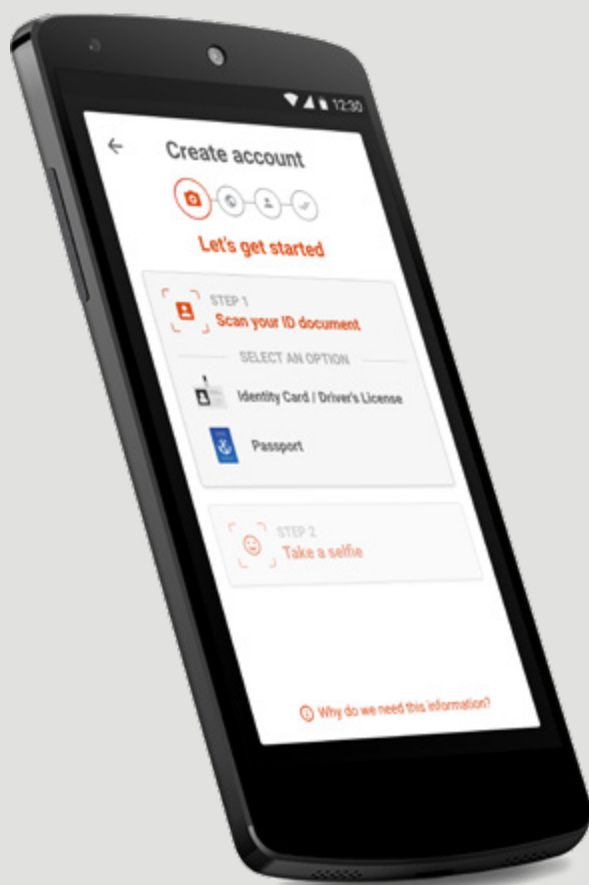 12:30
Create account
Let's get started
STEP 1
Scan your ID document
SELECT AN OPTION
Identity Card / Driver's License
Passport
STEP 2
Take a selfie
Why do we need this information?